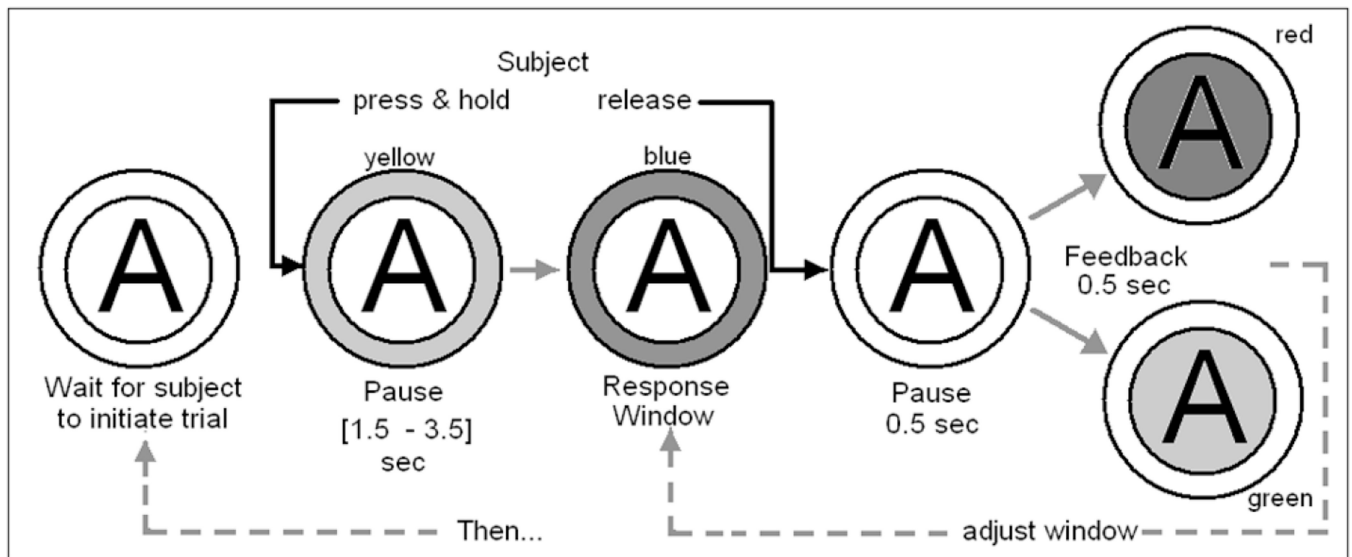 Subject
press & hold
release
yellow
blue
red
A
A
A
A
A
A
Wait for subject
to initiate trial
Pause
[1.5 - 3.5]
sec
Response
Window
Pause
0.5 sec
Feedback
0.5 sec
green
Then...
adjust window